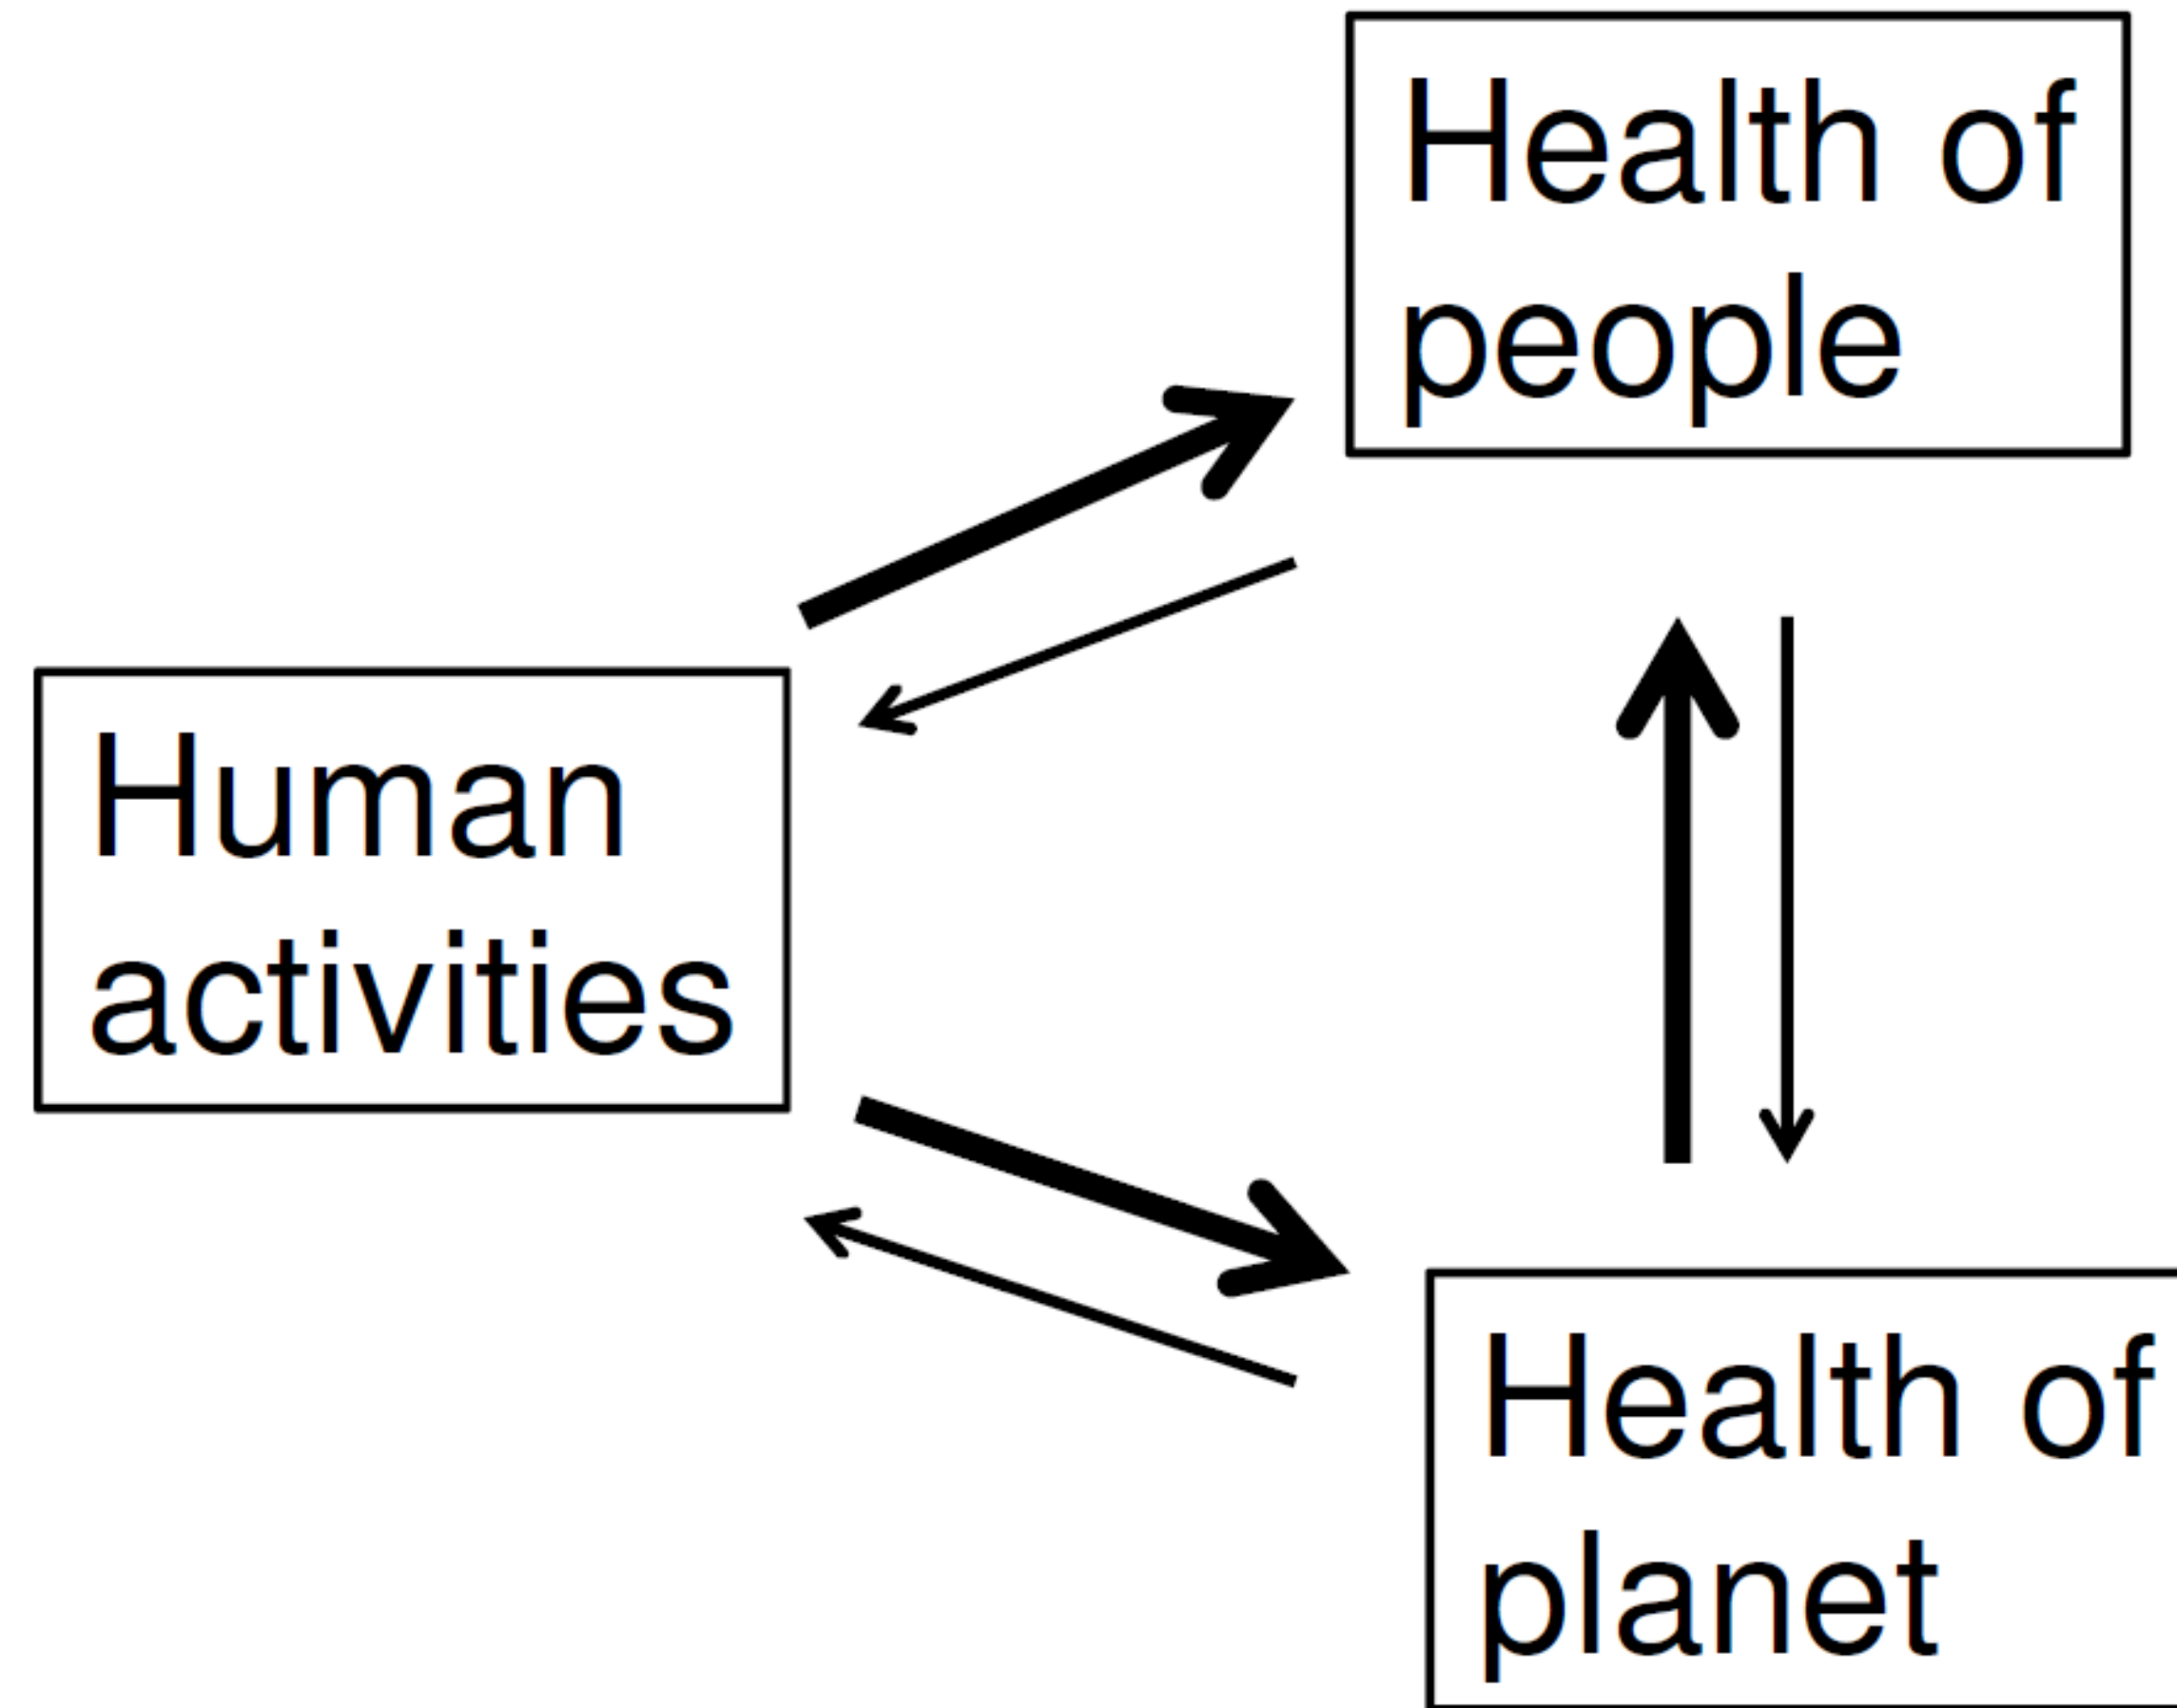 Health of
people
Human
activities
Health of
planet